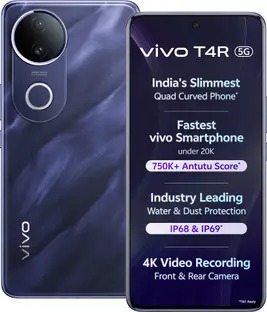 vivo T4R 5G
India's Slimmest
Quad Curved Phone*
Fastest
vivo Smartphone
under 20K
750K+ Antutu Score*
Industry Leading
Water & Dust Protection
IP68 & IP69*
4K Video Recording
Front & Rear Camera
*T&C Apply
vivo